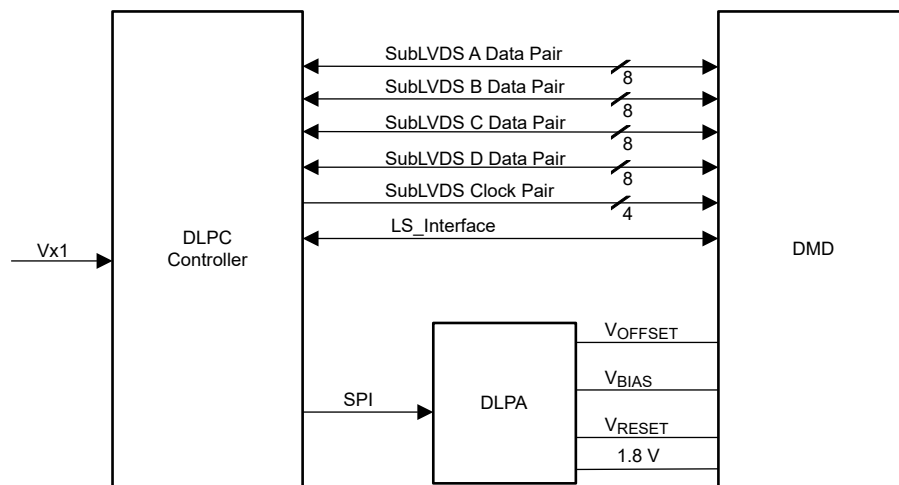 SubLVDS A Data Pair
8
SubLVDS B Data Pair
8
SubLVDS C Data Pair
8
SubLVDS D Data Pair
8
SubLVDS Clock Pair
4
LS_Interface
Vx1
DLPC
Controller
DMD
VOFFSET
VBIAS
SPI
DLPA
VRESET
1.8 V